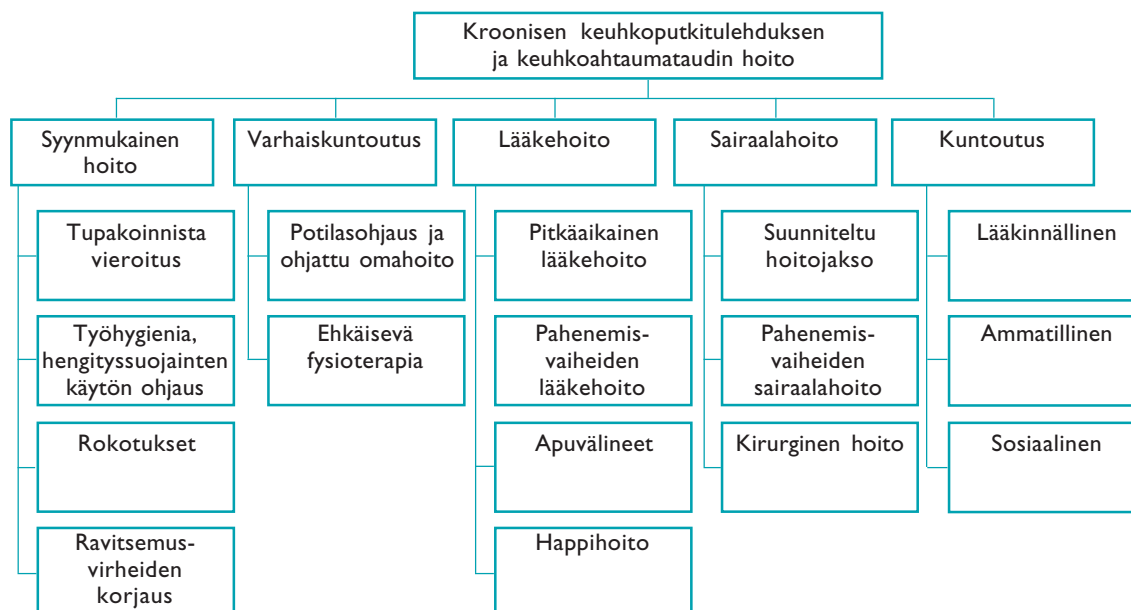 Kroonisen keuhkoputkitulehduksen
ja keuhkoahtaumataudin hoito
Syynmukainen
hoito
Tupakoinnista
vieroitus
Työhygienia,
hengityssuojainten
käytön ohjaus
Rokotukset
Ravitsemus-
virheiden
korjaus
Varhaiskuntoutus
Potilasohjaus ja
ohjattu omahoito
Ehkäisevä
fysioterapia
Lääkehoito
Pitkäaikainen
lääkehoito
Pahenemis-
vaiheiden
lääkehoito
Apuvälineet
Happihoito
Sairaalahoito
Suunniteltu
hoitojakso
Pahenemis-
vaiheiden
sairaalahoito
Kirurginen hoito
Kuntoutus
Lääkinnällinen
Ammatillinen
Sosiaalinen